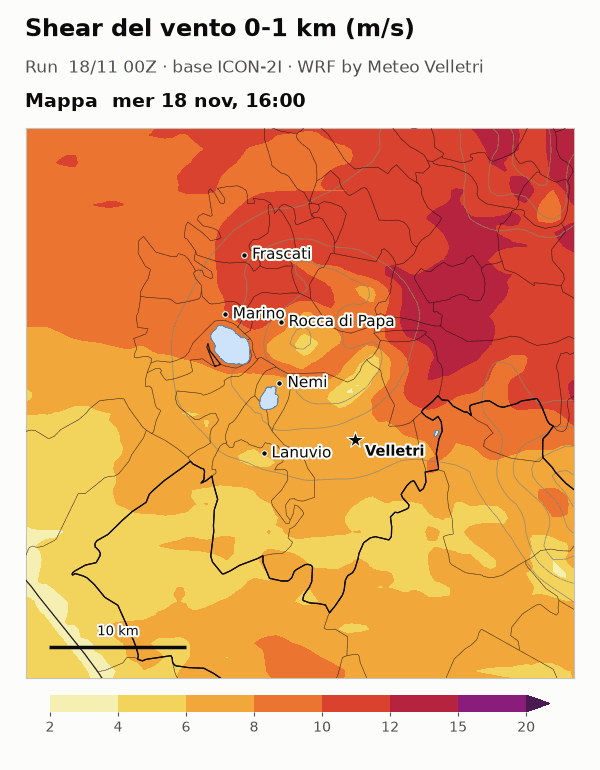 Shear del vento 0-1 km (m/s)
Run  18/11 00Z · base ICON-2I · WRF by Meteo Velletri
Mappa  mer 18 nov, 16:00
Frascati
Marino
Rocca di Papa
Nemi
Velletri
Lanuvio
10 km
2 4 6 8 10 12 15 20